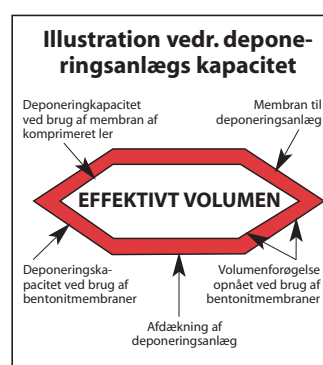 Illustration vedr. depone-
ringsanlægs kapacitet
Deponeringkapacitet
ved brug af membran af
komprimeret ler
Membran til
deponeringsanlæg
EFFEKTIVT VOLUMEN
Deponeringska-
pacitet ved brug af
bentonitmembraner
Volumenforøgelse
opnået ved brug af
bentonitmembraner
Afdækning af
deponeringsanlæg